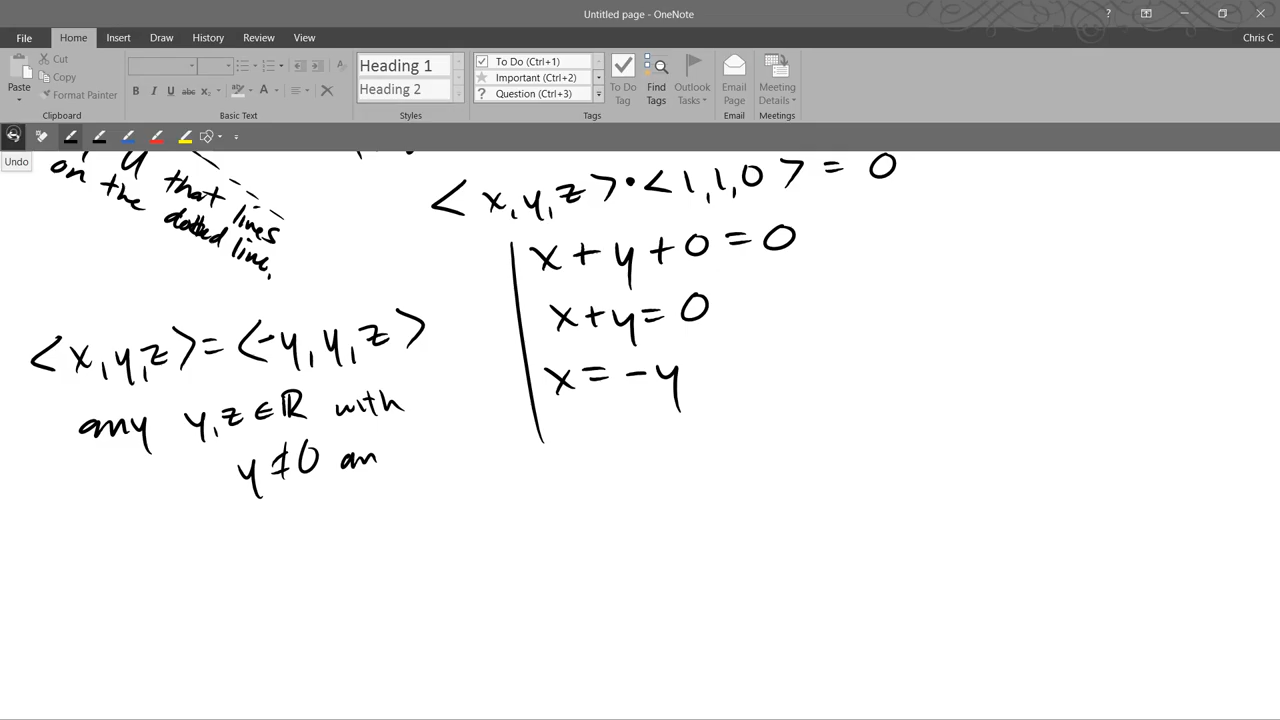 Untitled page - OneNote
File Home Insert Draw History Review View
Chris C
Paste
Cut
Copy
Format Painter
Clipboard
B I U abc x₂ A
Basic Text
Heading 1
Heading 2
Styles
To Do (Ctrl+1)
Important (Ctrl+2)
Question (Ctrl+3)
To Do Tag
Find Tags
Tags
Outlook Tasks
Email Page
Email
Meeting Details
Meetings
Undo
that lines
on the dotted line.
<x,y,z>·<1,1,0> = 0
x + y + 0 = 0
x + y = 0
x = -y
<x,y,z> = <-y,y,z>
any y,z ∈ ℝ with
y ≠ 0 an